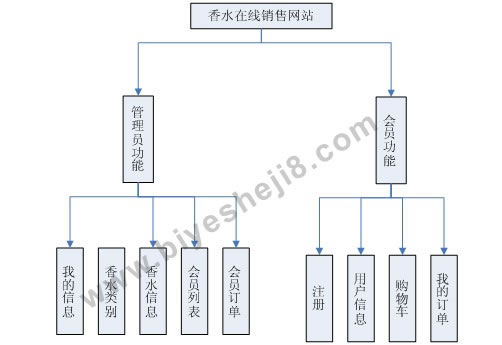 香水在线销售网站
管理员功能
会员功能
我的信息
香水类别
香水信息
会员列表
会员订单
注册
用户信息
购物车
我的订单
www.biyesheji8.com